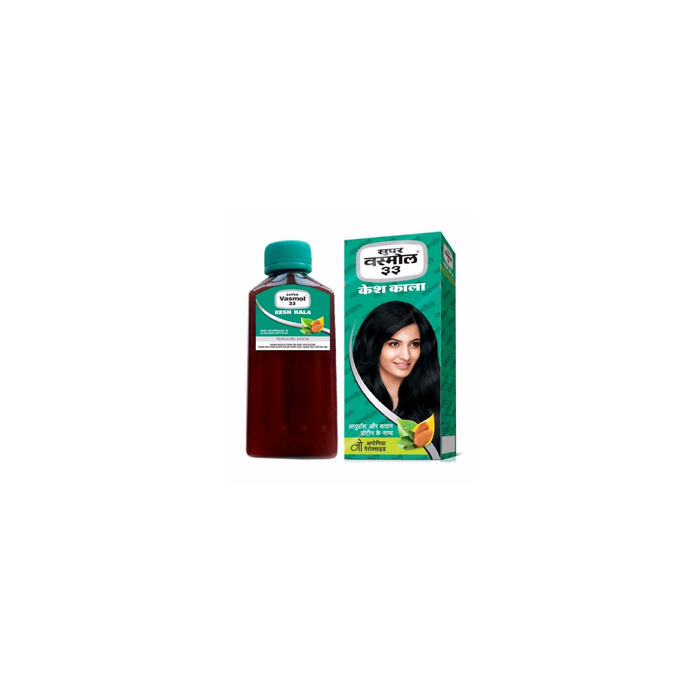 SUPER
Vasmol
33
KESH KALA
Naturally black
सुपर
वस्मोल
३३
केश काला
आयुप्राश और बादाम
प्रोटीन के साथ
नो
अमोनिया
पेरोक्साइड